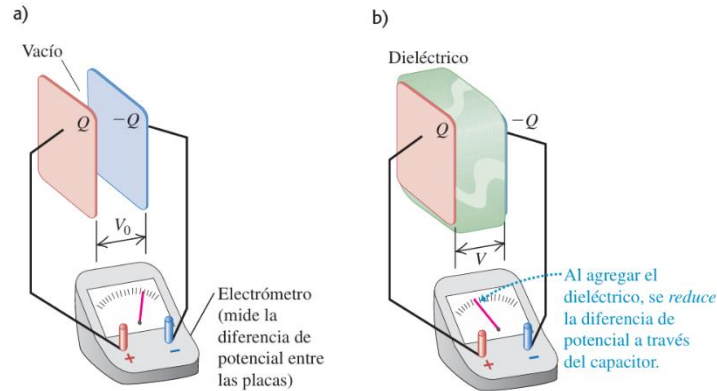 a)
Vacío
Q
−Q
V₀
Electrómetro
(mide la
diferencia de
potencial entre
las placas)
+
−
b)
Dieléctrico
Q
−Q
V
Al agregar el
dieléctrico, se reduce
la diferencia de
potencial a través
del capacitor.
+
−